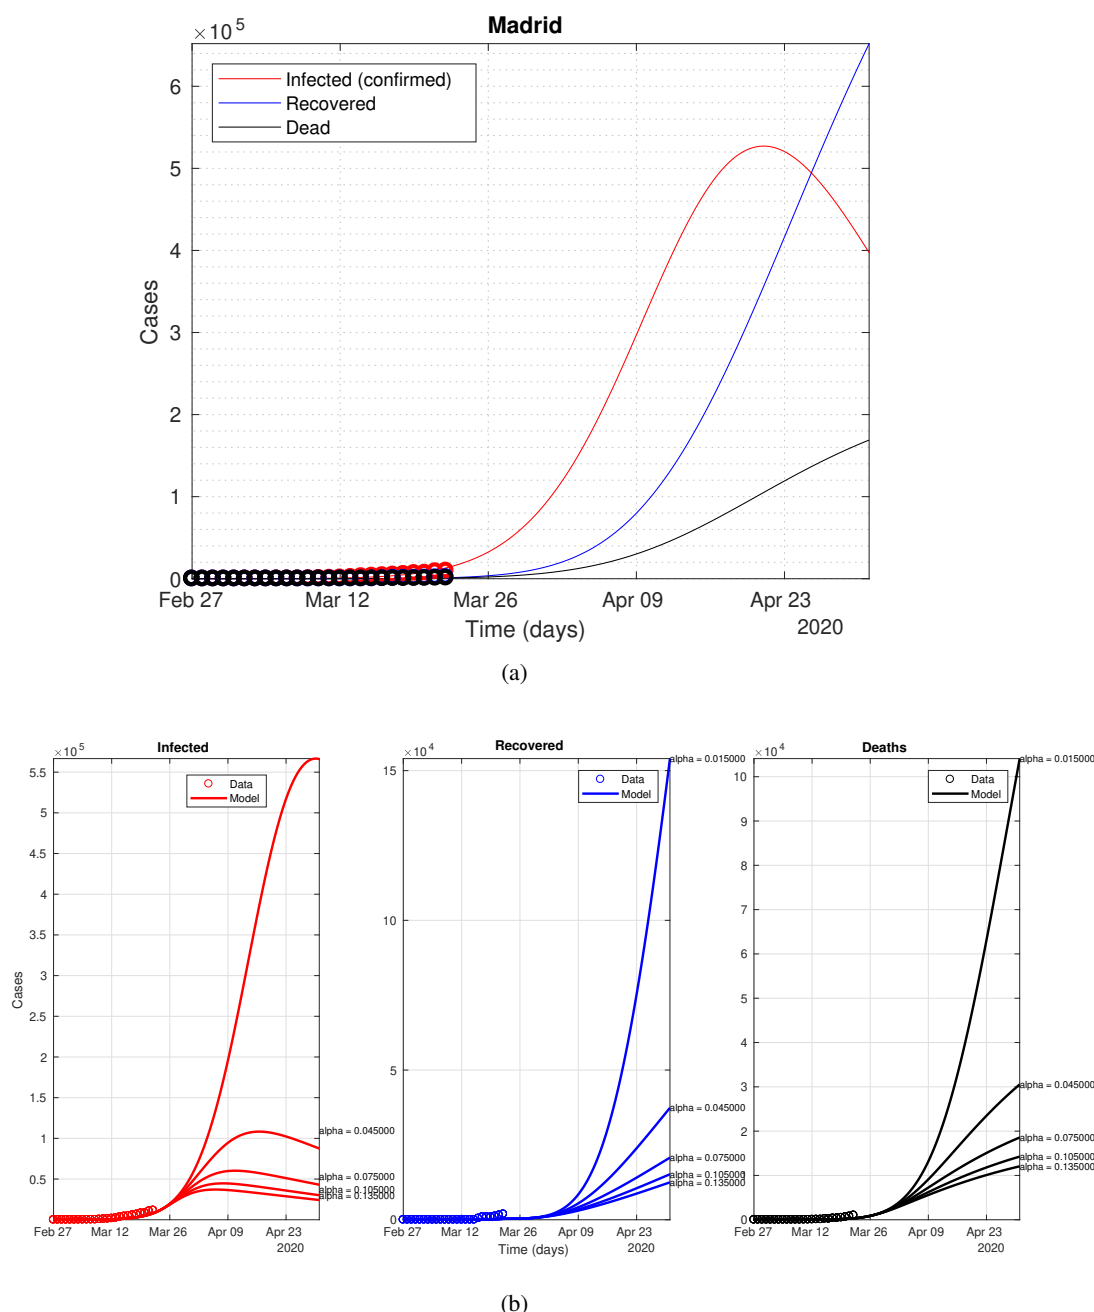 Madrid
×10^5
Infected (confirmed)
Recovered
Dead
6
5
4
3
2
1
0
Cases
Feb 27 Mar 12 Mar 26 Apr 09 Apr 23
Time (days) 2020
(a)
×10^5 Infected
Data
Model
5.5
5
4.5
4
3.5
3
2.5
2
1.5
1
0.5
Cases
alpha = 0.045000
alpha = 0.075000
alpha = 0.105000
alpha = 0.135000
Feb 27 Mar 12 Mar 26 Apr 09 Apr 23
2020
×10^4 Recovered
Data
Model
15
10
5
0
alpha = 0.015000
alpha = 0.045000
alpha = 0.075000
alpha = 0.105000
alpha = 0.135000
Feb 27 Mar 12 Mar 26 Apr 09 Apr 23
Time (days) 2020
×10^4 Deaths
Data
Model
10
9
8
7
6
5
4
3
2
1
0
alpha = 0.015000
alpha = 0.045000
alpha = 0.075000
alpha = 0.105000
alpha = 0.135000
Feb 27 Mar 12 Mar 26 Apr 09 Apr 23
2020
(b)